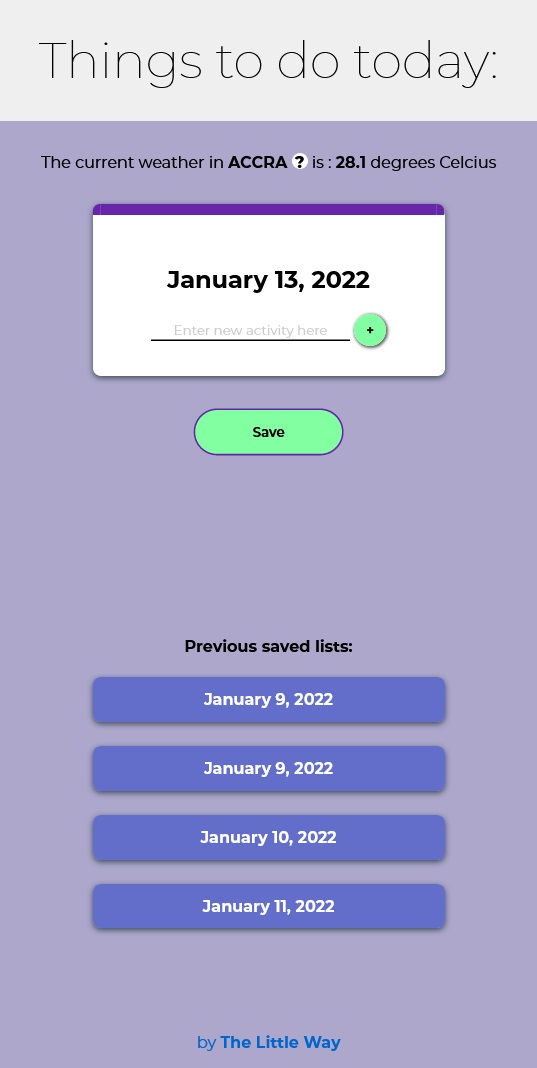 Things to do today:
The current weather in ACCRA ? is : 28.1 degrees Celcius
January 13, 2022
Enter new activity here +
Save
Previous saved lists:
January 9, 2022
January 9, 2022
January 10, 2022
January 11, 2022
by The Little Way